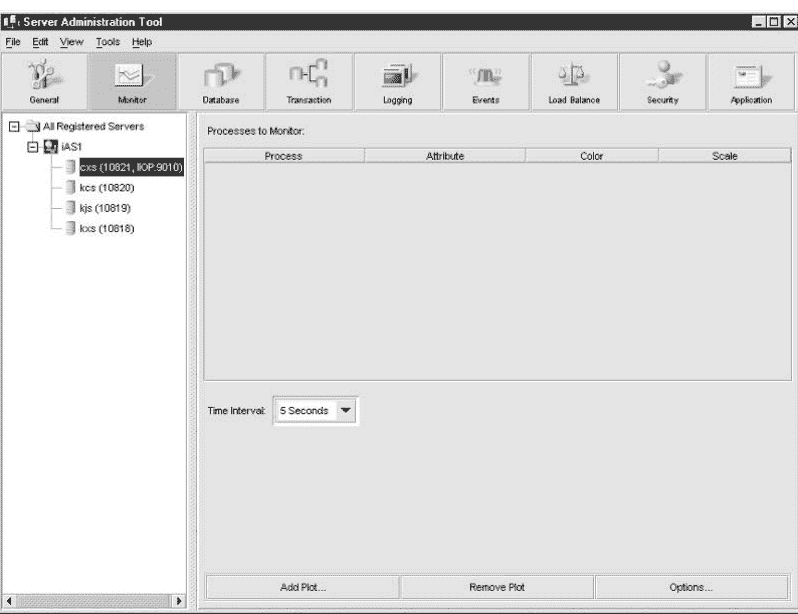 iAS Server Administration Tool
File Edit View Tools Help
General Monitor Database Transaction Logging Events Load Balance Security Application
All Registered Servers
iAS1
cxs (10821, IIOP:9010)
kcs (10820)
kjs (10819)
kxs (10818)
Processes to Monitor:
Process Attribute Color Scale
Time Interval: 5 Seconds
Add Plot... Remove Plot Options...